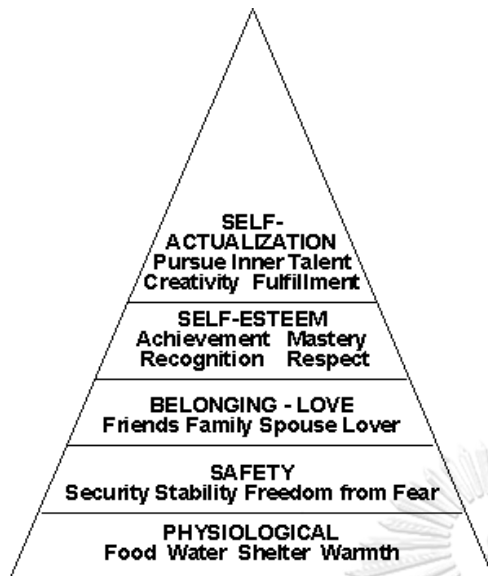 SELF-
ACTUALIZATION
Pursue Inner Talent
Creativity Fulfillment
SELF-ESTEEM
Achievement Mastery
Recognition Respect
BELONGING - LOVE
Friends Family Spouse Lover
SAFETY
Security Stability Freedom from Fear
PHYSIOLOGICAL
Food Water Shelter Warmth